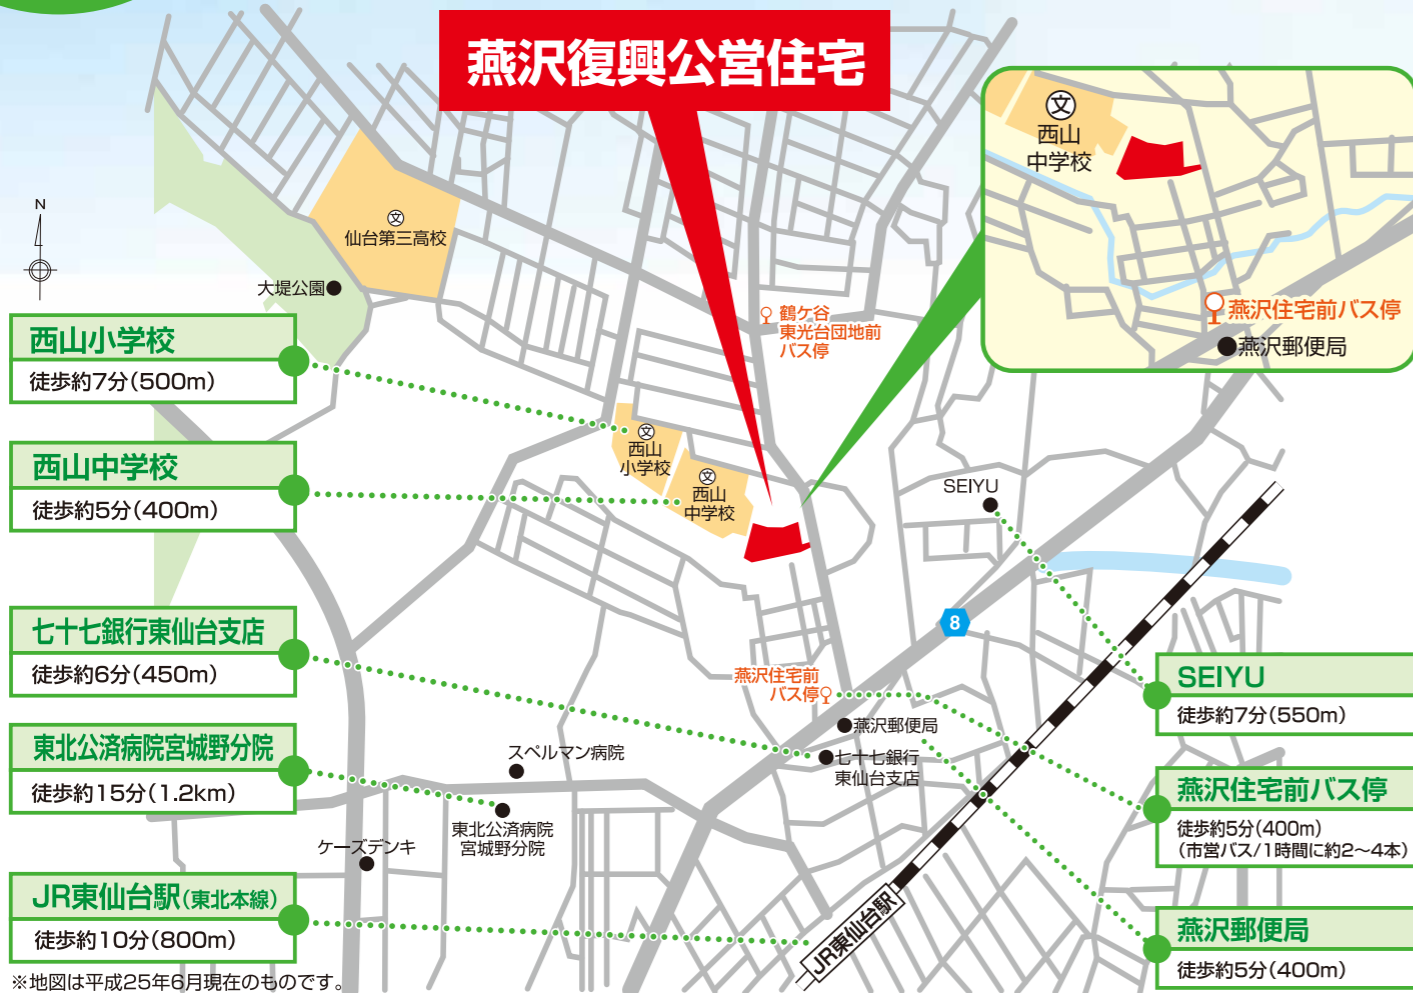 燕沢復興公営住宅
文
西山
中学校
燕沢住宅前バス停
燕沢郵便局
N
文
仙台第三高校
大堤公園
鶴ケ谷
東光台団地前
バス停
西山小学校
徒歩約7分(500m)
文
西山
小学校
文
西山
中学校
西山中学校
徒歩約5分(400m)
SEIYU
8
七十七銀行東仙台支店
徒歩約6分(450m)
燕沢住宅前
バス停
燕沢郵便局
七十七銀行
東仙台支店
SEIYU
徒歩約7分(550m)
東北公済病院宮城野分院
徒歩約15分(1.2km)
スペルマン病院
東北公済病院
宮城野分院
ケーズデンキ
燕沢住宅前バス停
徒歩約5分(400m)
(市営バス/1時間に約2〜4本)
JR東仙台駅(東北本線)
徒歩約10分(800m)
JR東仙台駅
燕沢郵便局
徒歩約5分(400m)
※地図は平成25年6月現在のものです。